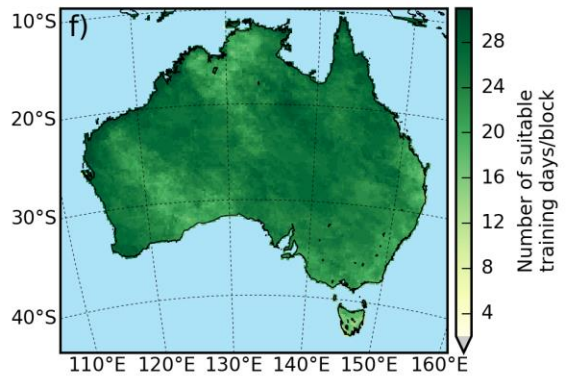 f)
10°S
20°S
30°S
40°S
110°E 120°E 130°E 140°E 150°E 160°E
28
24
20
16
12
8
4
Number of suitable
training days/block